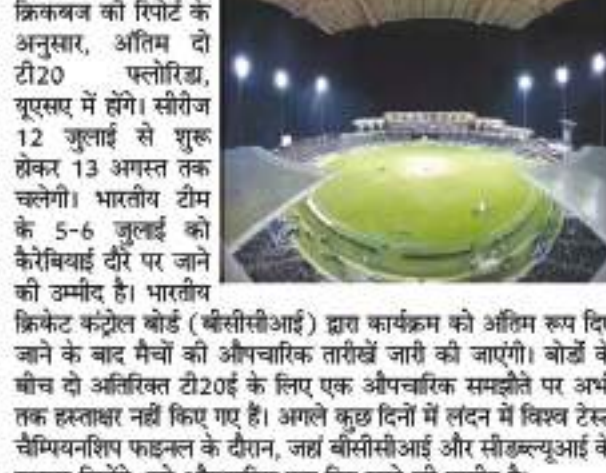 क्रिकबज की रिपोर्ट के
अनुसार, अंतिम दो
टी20 फ्लोरिडा,
यूएसए में होंगे। सीरीज
12 जुलाई से शुरू
होकर 13 अगस्त तक
चलेगी। भारतीय टीम
के 5-6 जुलाई को
कैरेबियाई दौरे पर जाने
की उम्मीद है। भारतीय
क्रिकेट कंट्रोल बोर्ड (बीसीसीआई) द्वारा कार्यक्रम को अंतिम रूप दि
जाने के बाद मैचों की औपचारिक तारीखें जारी की जाएंगी। बोर्डों के
बीच दो अतिरिक्त टी20ई के लिए एक औपचारिक समझौते पर अभी
तक हस्ताक्षर नहीं किए गए हैं। अगले कुछ दिनों में लंदन में विश्व टेस्ट
चैम्पियनशिप फाइनल के दौरान, जहां बीसीसीआई और सीडब्ल्यूआई के